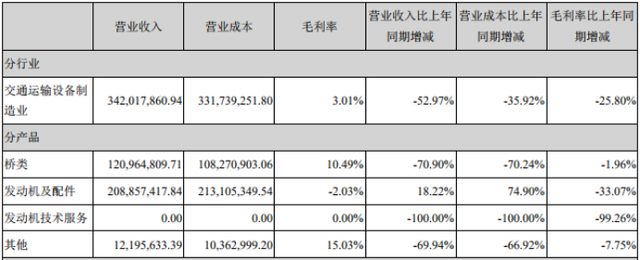 营业收入 营业成本 毛利率 营业收入比上年同期增减 营业成本比上年同期增减 毛利率比上年同期增减
分行业
交通运输设备制造业 342,017,860.94 331,739,251.80 3.01% -52.97% -35.92% -25.80%
分产品
桥类 120,964,809.71 108,270,903.06 10.49% -70.90% -70.24% -1.96%
发动机及配件 208,857,417.84 213,105,349.54 -2.03% 18.22% 74.90% -33.07%
发动机技术服务 0.00 0.00 0.00% -100.00% -100.00% -99.26%
其他 12,195,633.39 10,362,999.20 15.03% -69.94% -66.92% -7.75%